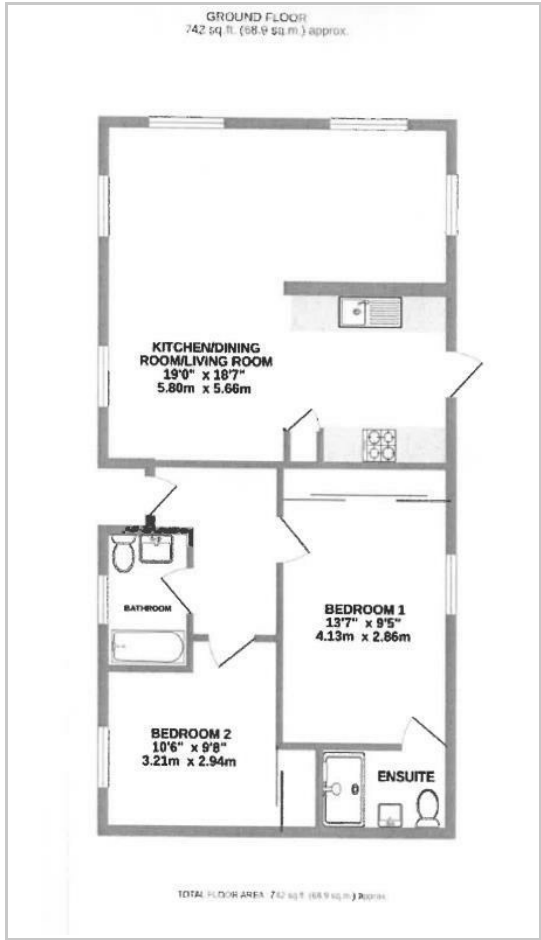 GROUND FLOOR
742 sq.ft. (68.9 sq.m.) approx.
KITCHEN/DINING
ROOM/LIVING ROOM
19'0" x 18'7"
5.80m x 5.66m
BATHROOM
BEDROOM 1
13'7" x 9'5"
4.13m x 2.86m
BEDROOM 2
10'6" x 9'8"
3.21m x 2.94m
ENSUITE
TOTAL FLOOR AREA: 742 sq.ft. (68.9 sq.m.) approx.